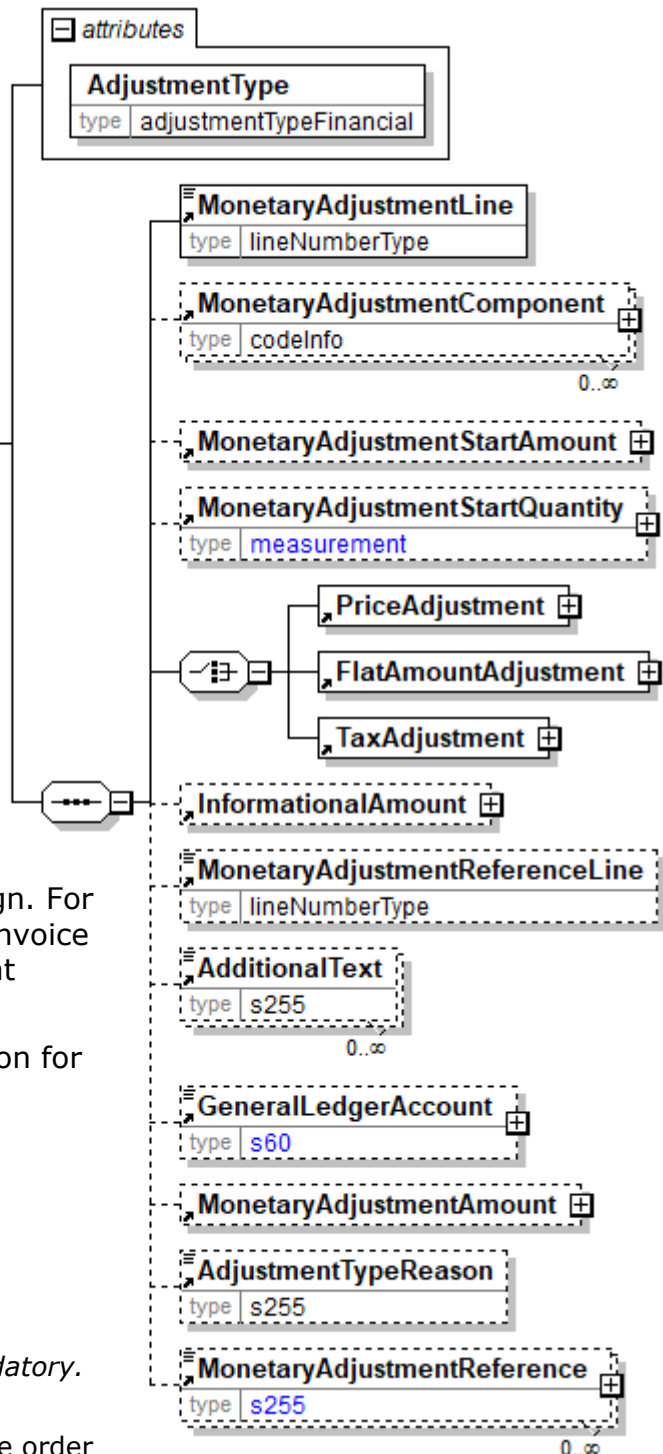 attributes
AdjustmentType
type adjustmentTypeFinancial
MonetaryAdjustmentLine
type lineNumberType
MonetaryAdjustmentComponent
type codeInfo
0..∞
MonetaryAdjustmentStartAmount
MonetaryAdjustmentStartQuantity
type measurement
PriceAdjustment
FlatAmountAdjustment
TaxAdjustment
InformationalAmount
MonetaryAdjustmentReferenceLine
type lineNumberType
AdditionalText
type s255
0..∞
GeneralLedgerAccount
type s60
MonetaryAdjustmentAmount
AdjustmentTypeReason
type s255
MonetaryAdjustmentReference
type s255
0..∞
gn. For
nvoice
t
on for
datory.
e order